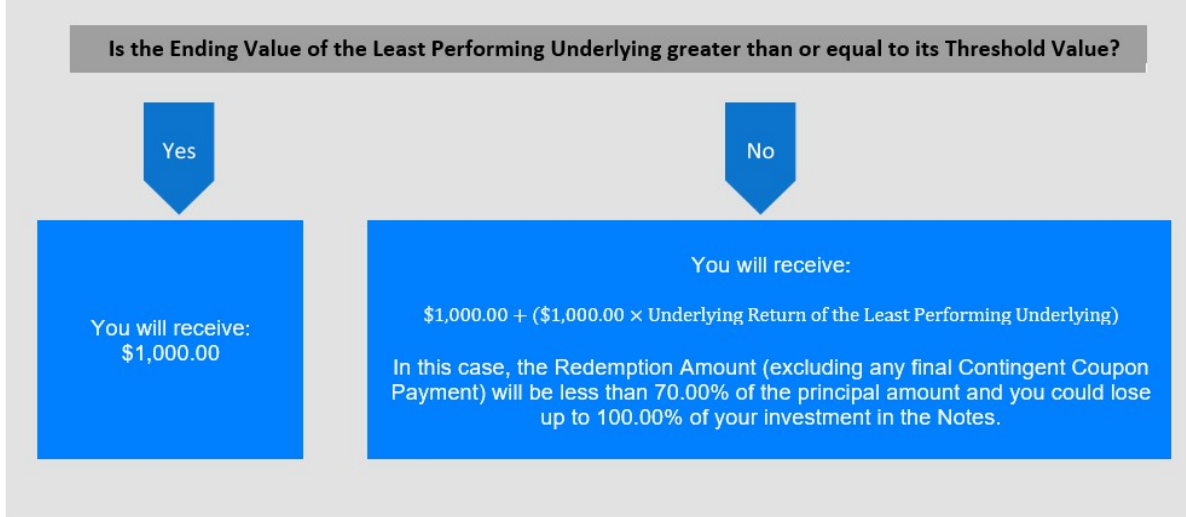 Is the Ending Value of the Least Performing Underlying greater than or equal to its Threshold Value?
Yes
No
You will receive:
$1,000.00
You will receive:
$1,000.00 + ($1,000.00 × Underlying Return of the Least Performing Underlying)
In this case, the Redemption Amount (excluding any final Contingent Coupon
Payment) will be less than 70.00% of the principal amount and you could lose
up to 100.00% of your investment in the Notes.